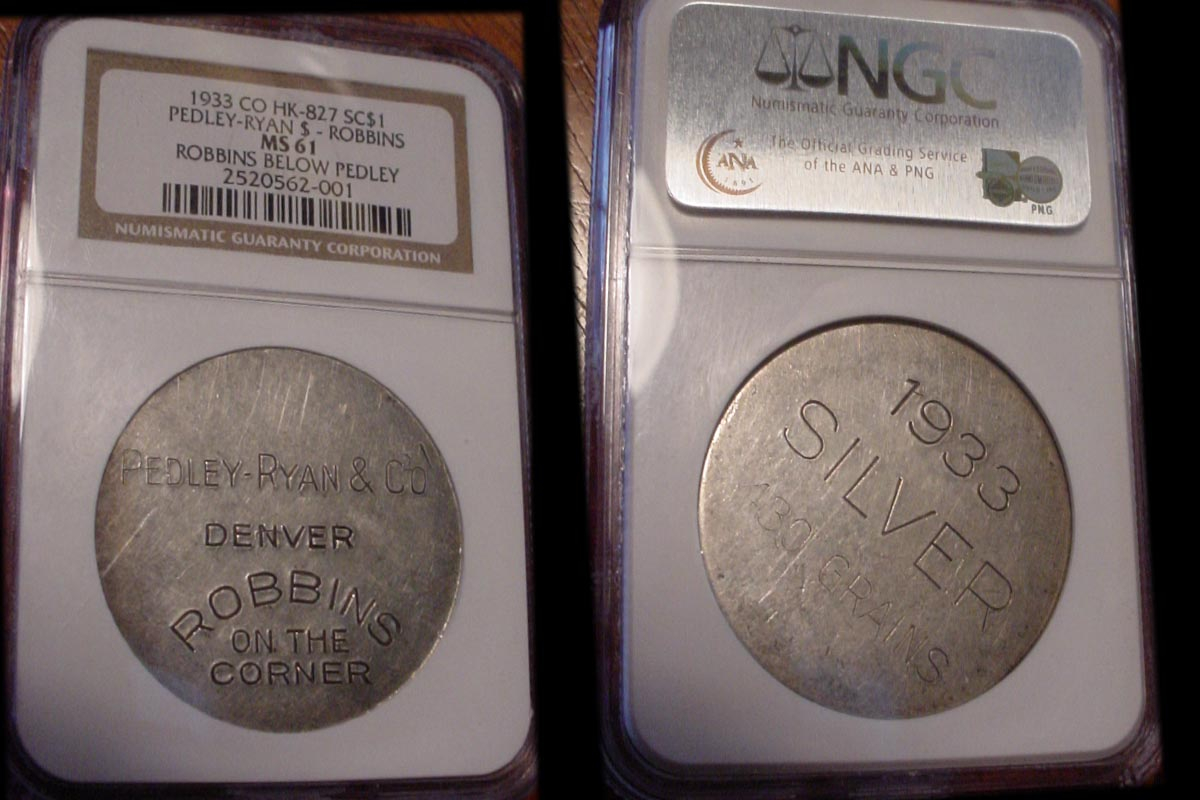 1933 CO HK-827 SC$1
PEDLEY-RYAN $ - ROBBINS
MS 61
ROBBINS BELOW PEDLEY
2520562-001
NUMISMATIC GUARANTY CORPORATION
PEDLEY-RYAN & CO
DENVER
ROBBINS
ON THE
CORNER
NGC
Numismatic Guaranty Corporation
ANA
1891
The Official Grading Service
of the ANA & PNG
PNG
1933
SILVER
430 GRAINS